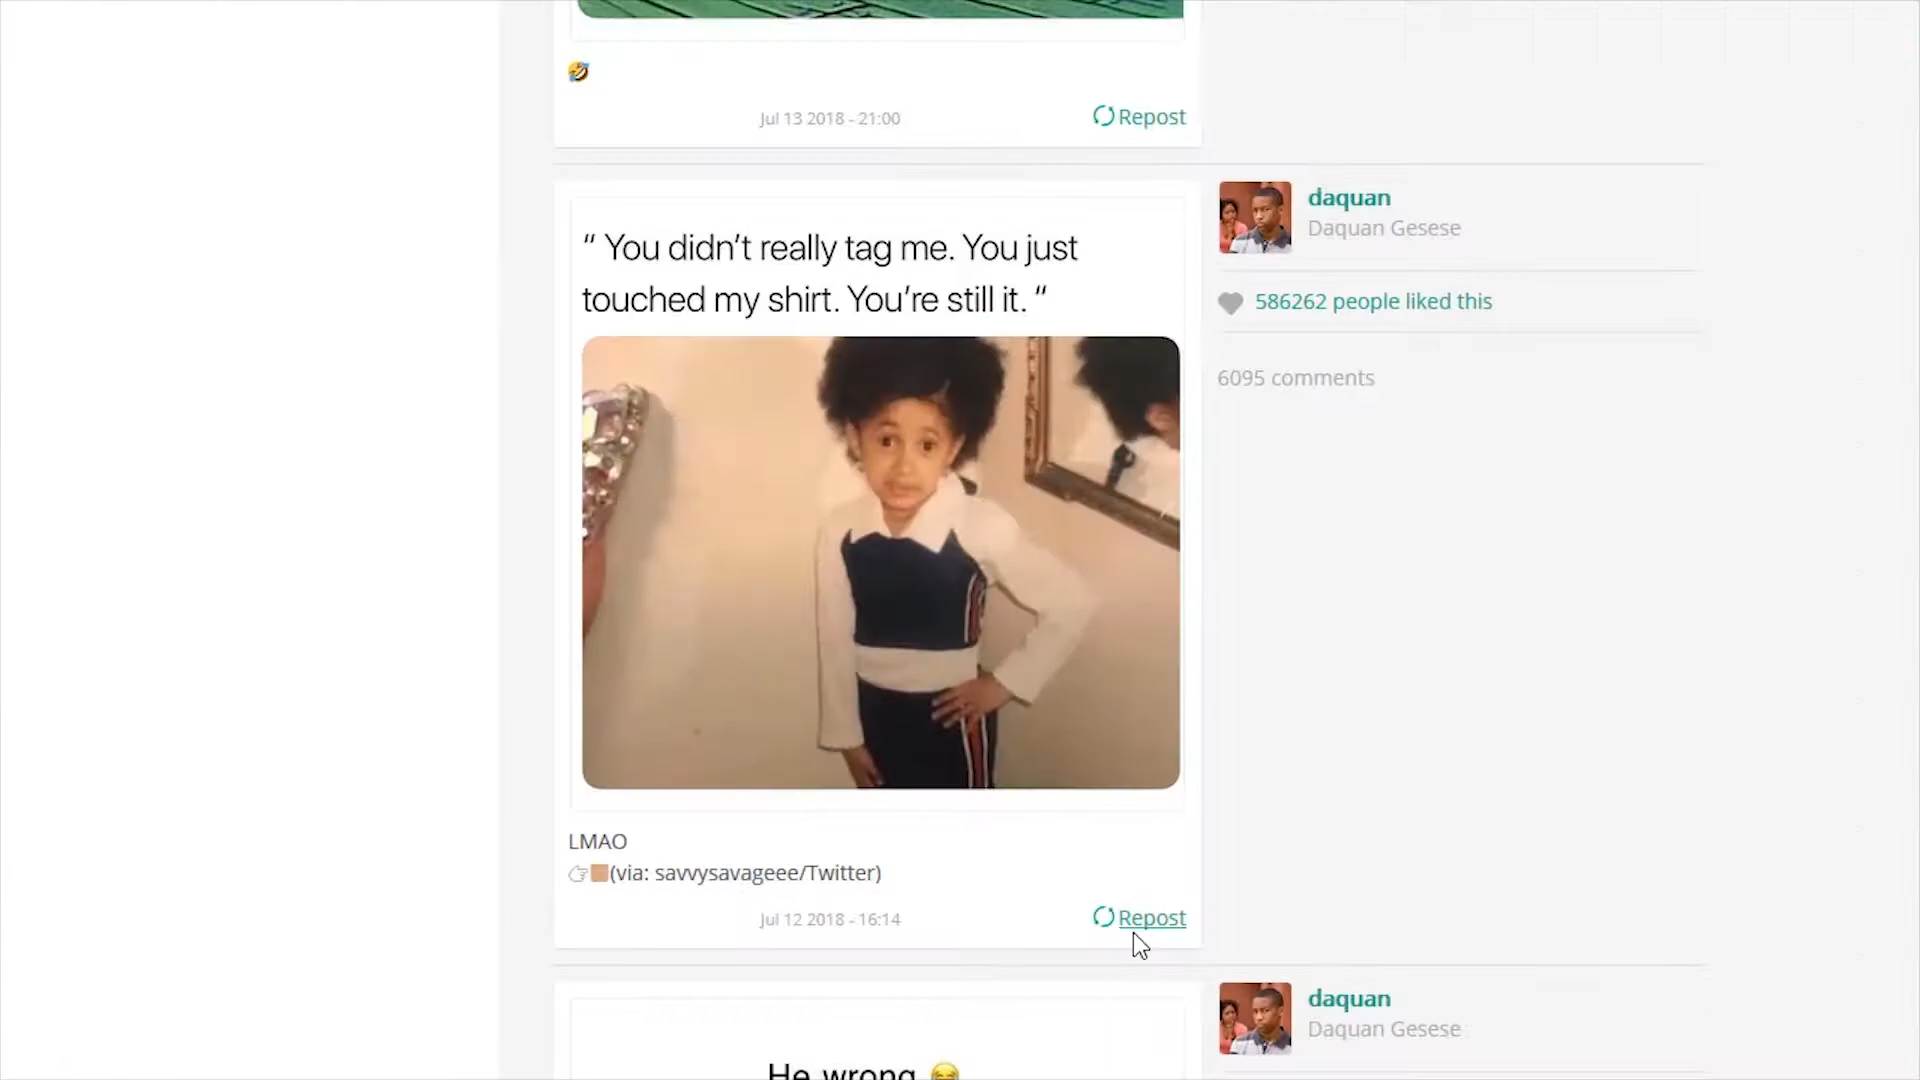 Jul 13 2018 - 21:00
Repost
“ You didn’t really tag me. You just
touched my shirt. You’re still it. “
LMAO
(via: savvysavageee/Twitter)
Jul 12 2018 - 16:14
Repost
daquan
Daquan Gesese
586262 people liked this
6095 comments
He wrong
daquan
Daquan Gesese